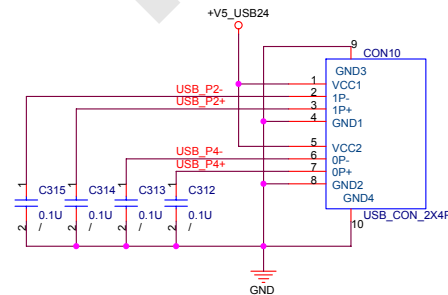 +V5_USB24
9
CON10
GND3
USB_P2-
1
VCC1
USB_P2+
2
1P-
3
1P+
4
GND1
USB_P4-
5
VCC2
USB_P4+
6
0P-
7
0P+
8
GND2
GND4
1
C315
1
C314
1
C313
1
C312
10
USB_CON_2X4P
0.1U
0.1U
0.1U
0.1U
2
/
2
/
2
/
2
/
GND